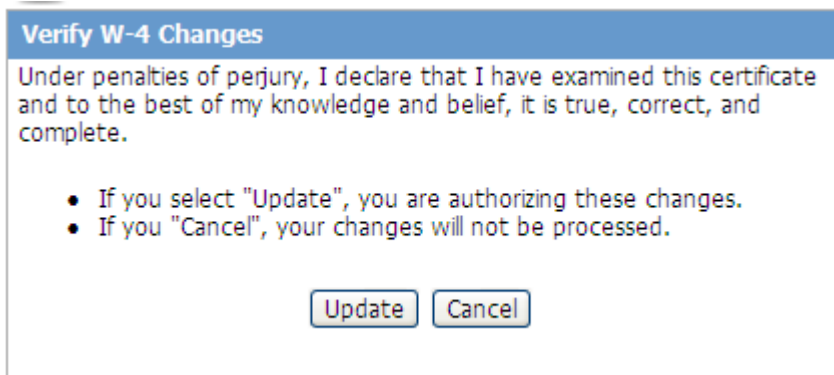 Verify W-4 Changes
Under penalties of perjury, I declare that I have examined this certificate
and to the best of my knowledge and belief, it is true, correct, and
complete.
• If you select "Update", you are authorizing these changes.
• If you "Cancel", your changes will not be processed.
Update Cancel